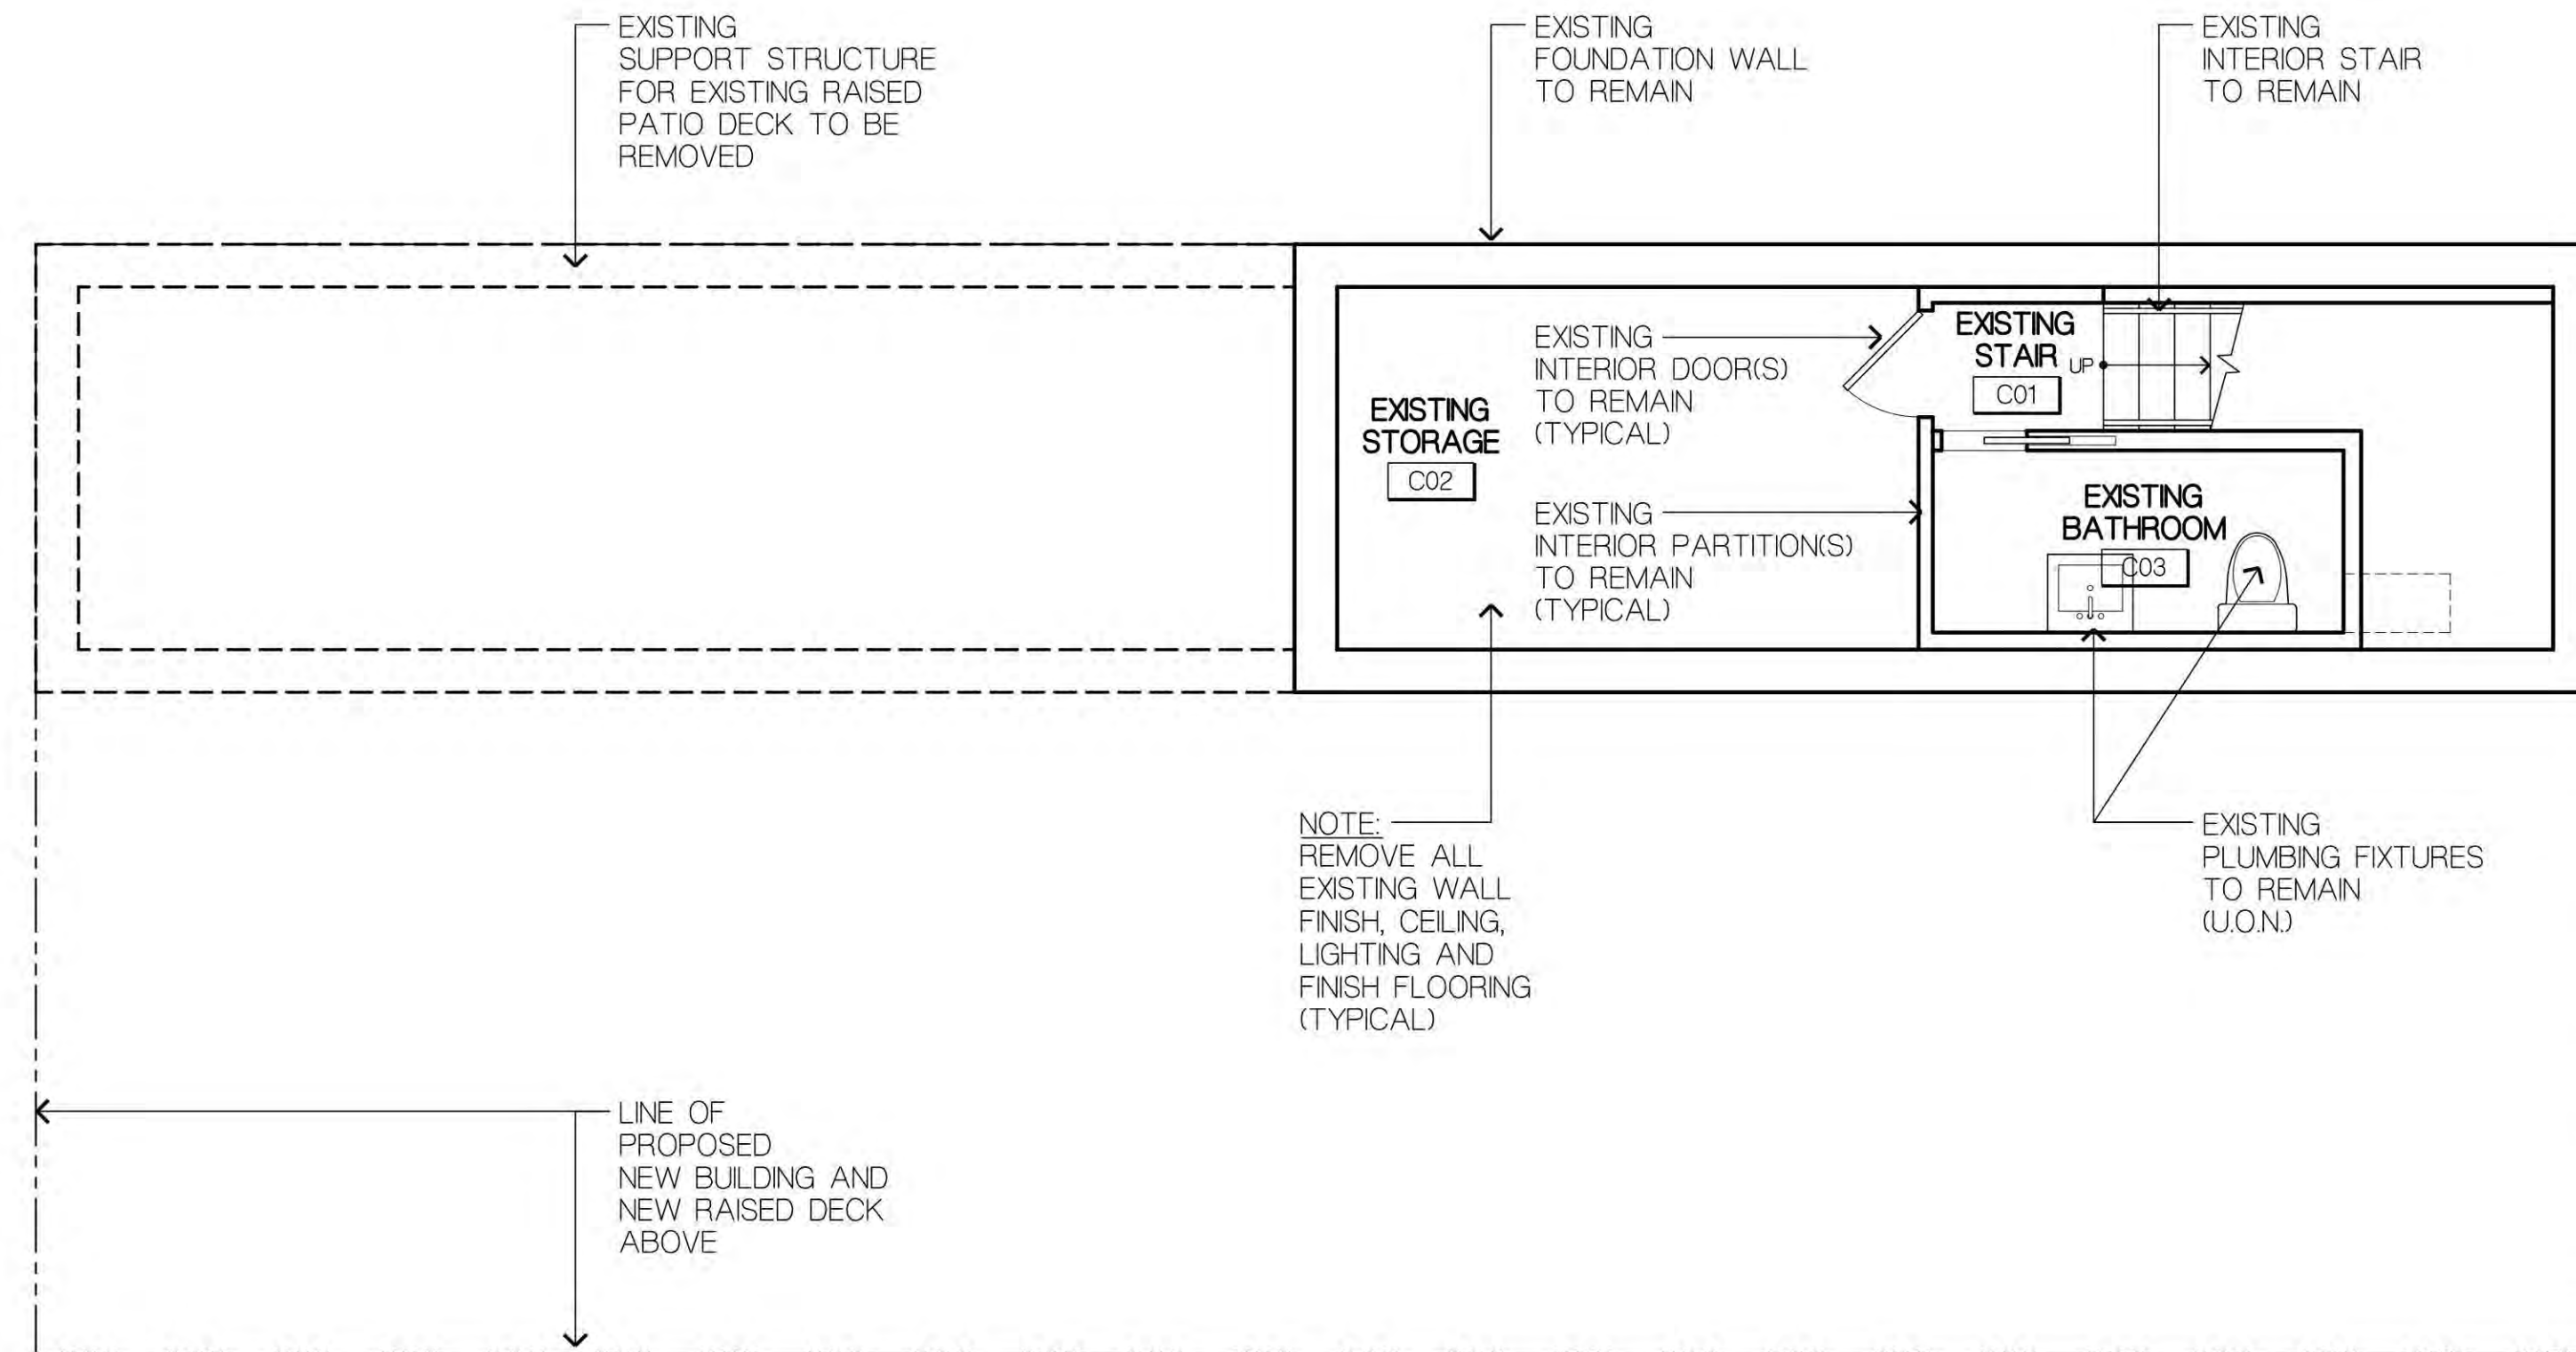 EXISTING
SUPPORT STRUCTURE
FOR EXISTING RAISED
PATIO DECK TO BE
REMOVED
EXISTING
FOUNDATION WALL
TO REMAIN
EXISTING
INTERIOR STAIR
TO REMAIN
EXISTING
INTERIOR DOOR(S)
TO REMAIN
(TYPICAL)
EXISTING
STAIR
UP
C01
EXISTING
STORAGE
C02
EXISTING
INTERIOR PARTITION(S)
TO REMAIN
(TYPICAL)
EXISTING
BATHROOM
C03
NOTE:
REMOVE ALL
EXISTING WALL
FINISH, CEILING,
LIGHTING AND
FINISH FLOORING
(TYPICAL)
EXISTING
PLUMBING FIXTURES
TO REMAIN
(U.O.N.)
LINE OF
PROPOSED
NEW BUILDING AND
NEW RAISED DECK
ABOVE